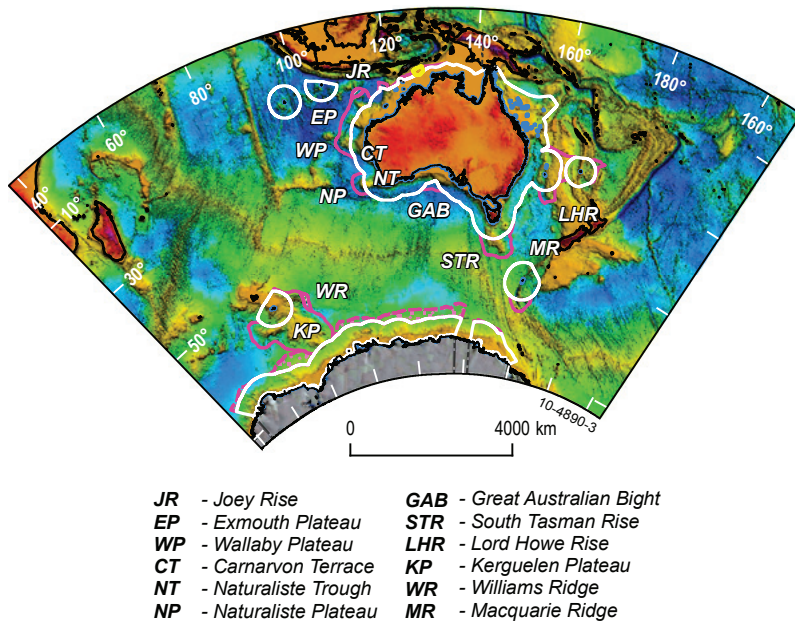 120°
140°
100°
160°
JR
80°
180°
EP
60°
160°
WP
CT
NT
40°
NP
GAB
LHR
10°
MR
STR
30°
WR
50°
KP
10-4890-3
0 4000 km
JR - Joey Rise
EP - Exmouth Plateau
WP - Wallaby Plateau
CT - Carnarvon Terrace
NT - Naturaliste Trough
NP - Naturaliste Plateau
GAB - Great Australian Bight
STR - South Tasman Rise
LHR - Lord Howe Rise
KP - Kerguelen Plateau
WR - Williams Ridge
MR - Macquarie Ridge